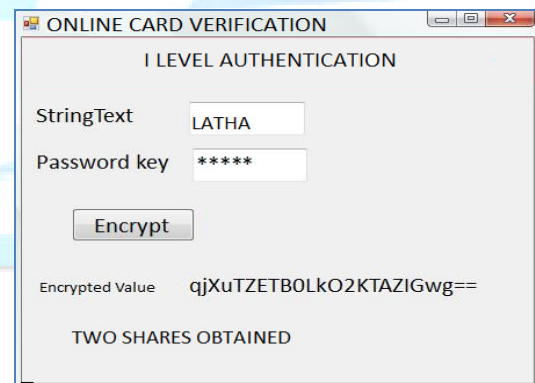 ONLINE CARD VERIFICATION
I LEVEL AUTHENTICATION
StringText LATHA
Password key *****
Encrypt
Encrypted Value qjXuTZETB0LkO2KTAZIGwg==
TWO SHARES OBTAINED